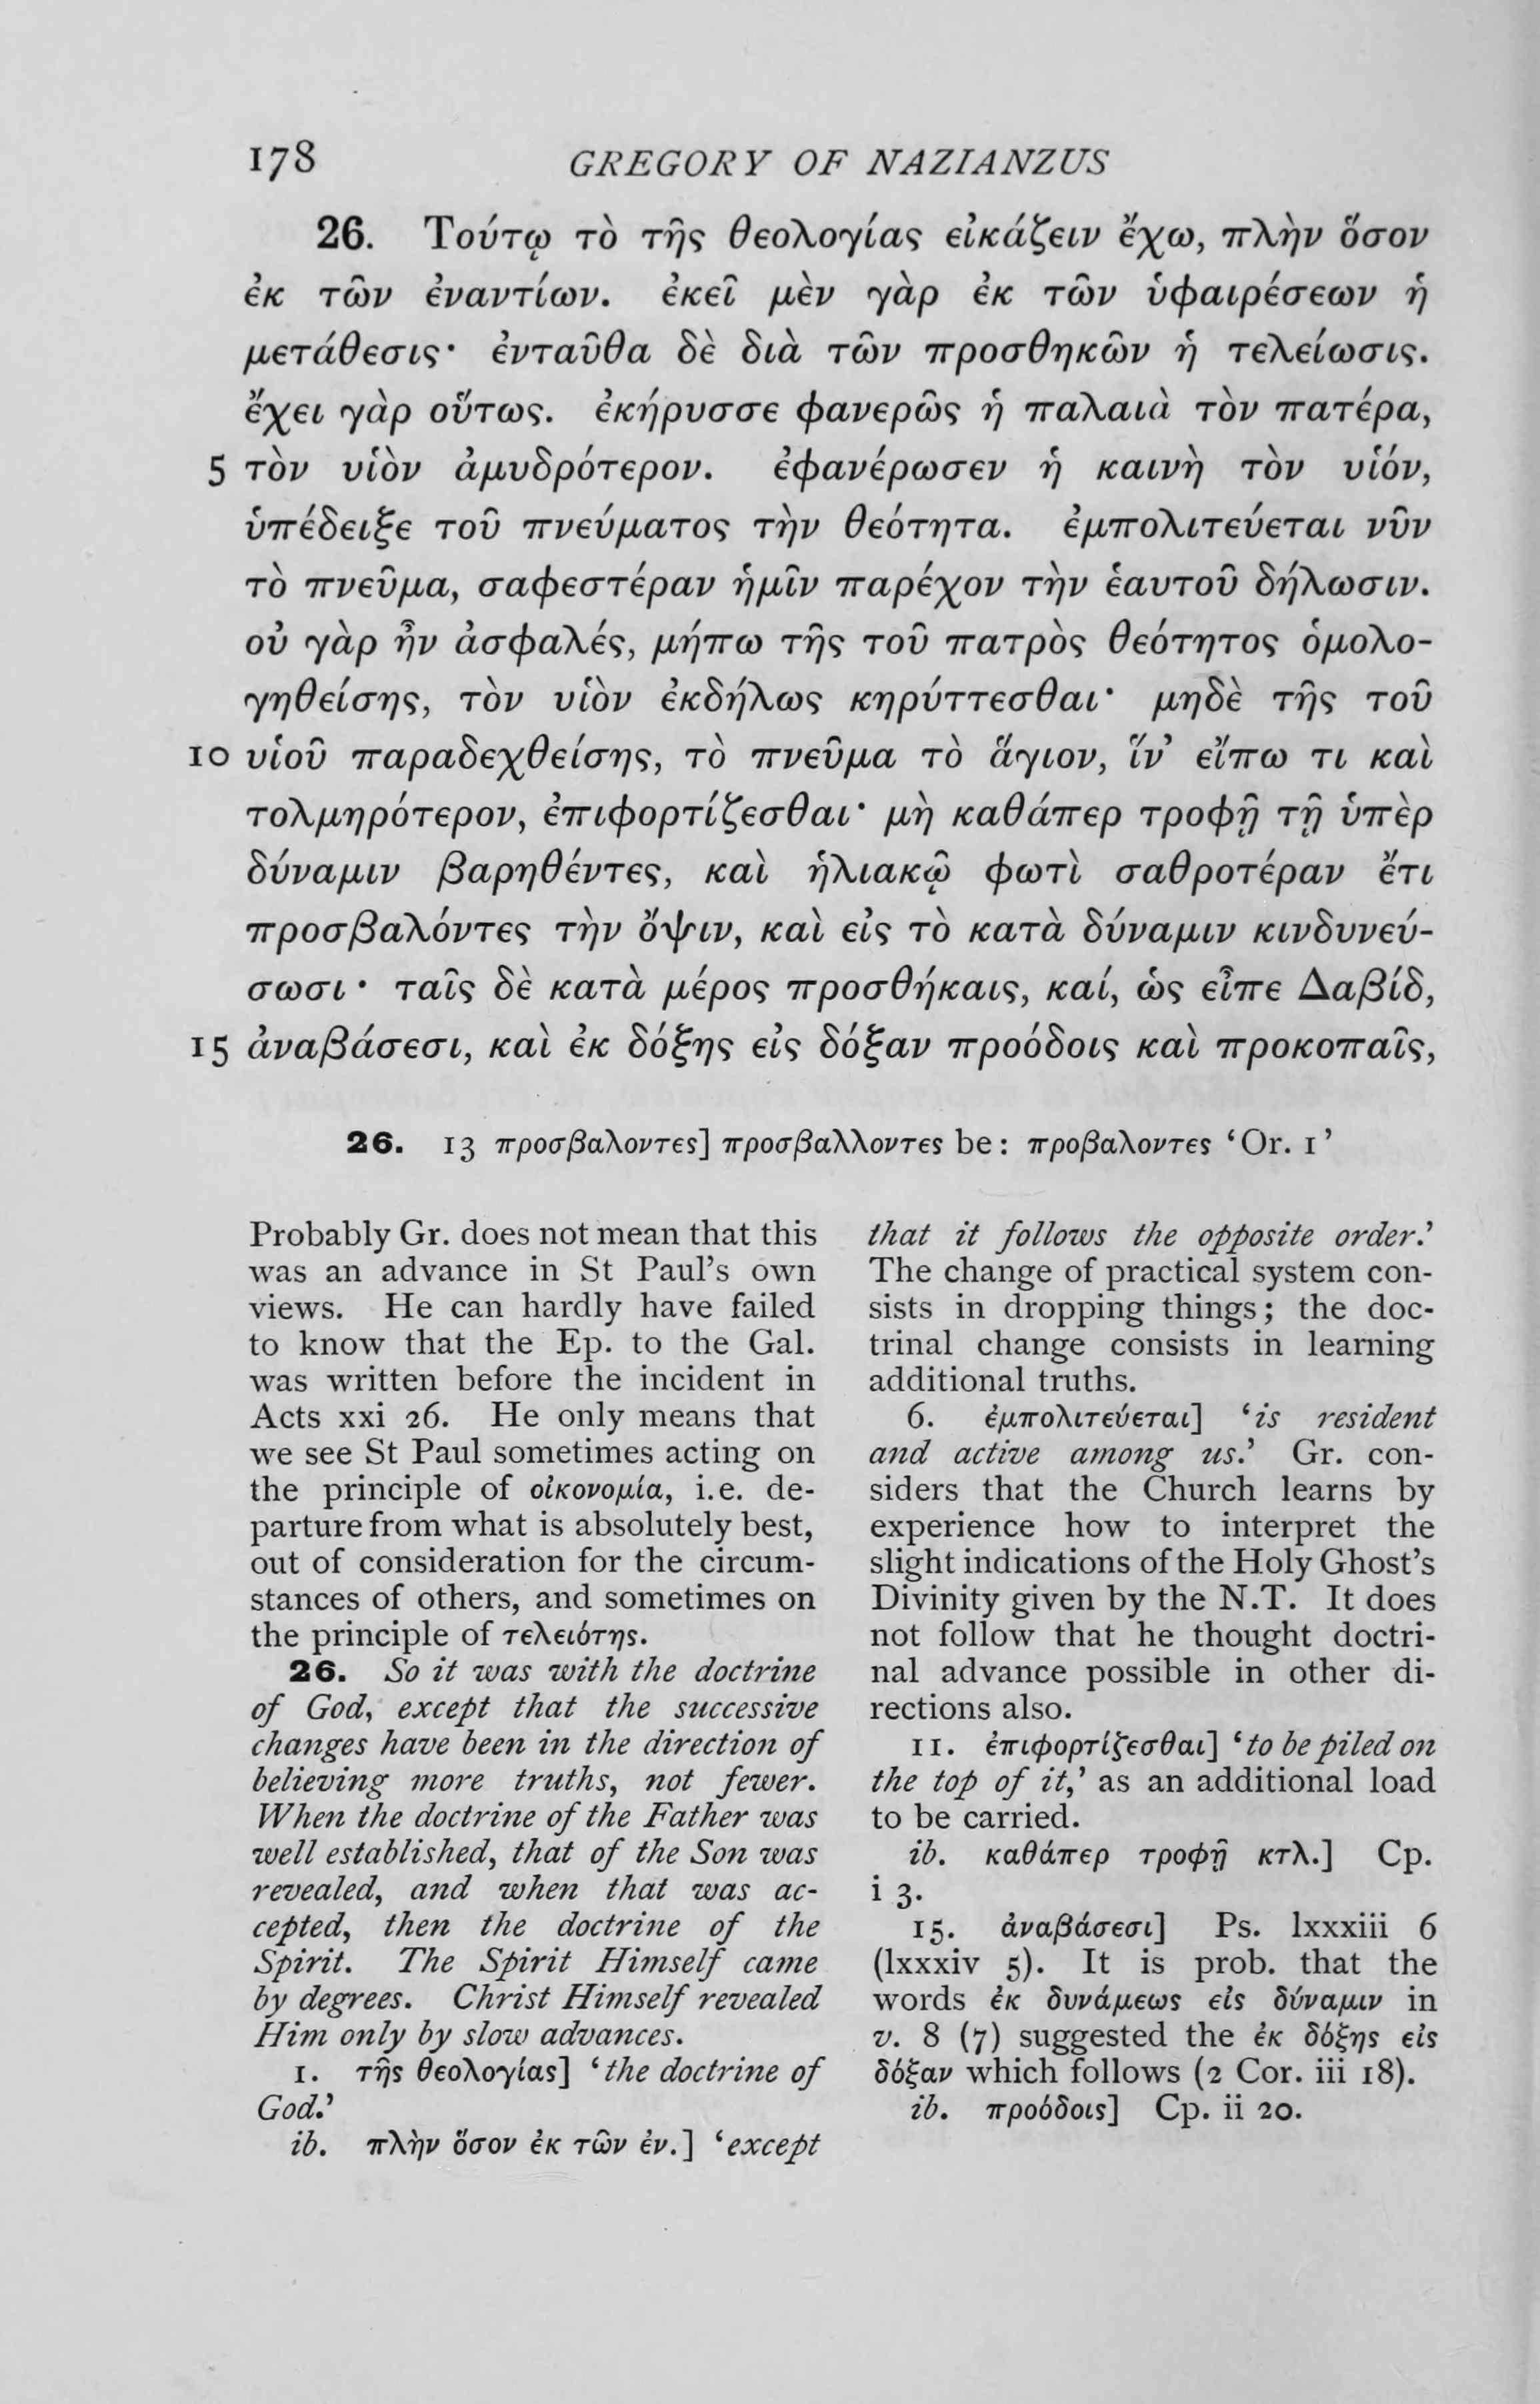 178 GREGORY OF NAZIANZUS
26. Τούτῳ τὸ τῆς θεολογίας εἰκάζειν ἔχω, πλὴν ὅσον
ἐκ τῶν ἐναντίων. ἐκεῖ μὲν γὰρ ἐκ τῶν ὑφαιρέσεων ἡ
μετάθεσις· ἐνταῦθα δὲ διὰ τῶν προσθηκῶν ἡ τελείωσις.
ἔχει γὰρ οὕτως. ἐκήρυσσε φανερῶς ἡ παλαιὰ τὸν πατέρα,
5 τὸν υἱὸν ἀμυδρότερον. ἐφανέρωσεν ἡ καινὴ τὸν υἱόν,
ὑπέδειξε τοῦ πνεύματος τὴν θεότητα. ἐμπολιτεύεται νῦν
τὸ πνεῦμα, σαφεστέραν ἡμῖν παρέχον τὴν ἑαυτοῦ δήλωσιν.
οὐ γὰρ ἦν ἀσφαλές, μήπω τῆς τοῦ πατρὸς θεότητος ὁμολο-
γηθείσης, τὸν υἱὸν ἐκδήλως κηρύττεσθαι· μηδὲ τῆς τοῦ
10 υἱοῦ παραδεχθείσης, τὸ πνεῦμα τὸ ἅγιον, ἵν’ εἴπω τι καὶ
τολμηρότερον, ἐπιφορτίζεσθαι· μὴ καθάπερ τροφῇ τῇ ὑπὲρ
δύναμιν βαρηθέντες, καὶ ἡλιακῷ φωτὶ σαθροτέραν ἔτι
προσβαλόντες τὴν ὄψιν, καὶ εἰς τὸ κατὰ δύναμιν κινδυνεύ-
σωσι· ταῖς δὲ κατὰ μέρος προσθήκαις, καί, ὡς εἶπε Δαβίδ,
15 ἀναβάσεσι, καὶ ἐκ δόξης εἰς δόξαν προόδοις καὶ προκοπαῖς,
26. 13 προσβαλοντες] προσβαλλοντες be: προβαλοντες ‘Or. 1’
Probably Gr. does not mean that this
was an advance in St Paul’s own
views. He can hardly have failed
to know that the Ep. to the Gal.
was written before the incident in
Acts xxi 26. He only means that
we see St Paul sometimes acting on
the principle of οἰκονομία, i.e. de-
parture from what is absolutely best,
out of consideration for the circum-
stances of others, and sometimes on
the principle of τελειότης.
26. So it was with the doctrine
of God, except that the successive
changes have been in the direction of
believing more truths, not fewer.
When the doctrine of the Father was
well established, that of the Son was
revealed, and when that was ac-
cepted, then the doctrine of the
Spirit. The Spirit Himself came
by degrees. Christ Himself revealed
Him only by slow advances.
1. τῆς θεολογίας] ‘the doctrine of
God.’
ib. πλὴν ὅσον ἐκ τῶν ἐν.] ‘except
that it follows the opposite order.’
The change of practical system con-
sists in dropping things; the doc-
trinal change consists in learning
additional truths.
6. ἐμπολιτεύεται] ‘is resident
and active among us.’ Gr. con-
siders that the Church learns by
experience how to interpret the
slight indications of the Holy Ghost’s
Divinity given by the N.T. It does
not follow that he thought doctri-
nal advance possible in other di-
rections also.
11. ἐπιφορτίζεσθαι] ‘to be piled on
the top of it,’ as an additional load
to be carried.
ib. καθάπερ τροφῇ κτλ.] Cp.
i 3.
15. ἀναβάσεσι] Ps. lxxxiii 6
(lxxxiv 5). It is prob. that the
words ἐκ δυνάμεως εἰς δύναμιν in
v. 8 (7) suggested the ἐκ δόξης εἰς
δόξαν which follows (2 Cor. iii 18).
ib. προόδοις] Cp. ii 20.